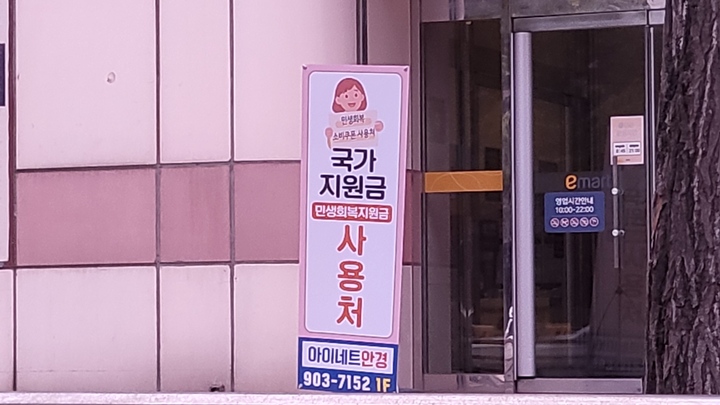 민생회복
소비쿠폰 사용처
국가
지원금
민생회복지원금
사용처
아이네트안경
903-7152 1F
emar
영업시간안내
10:00-22:00